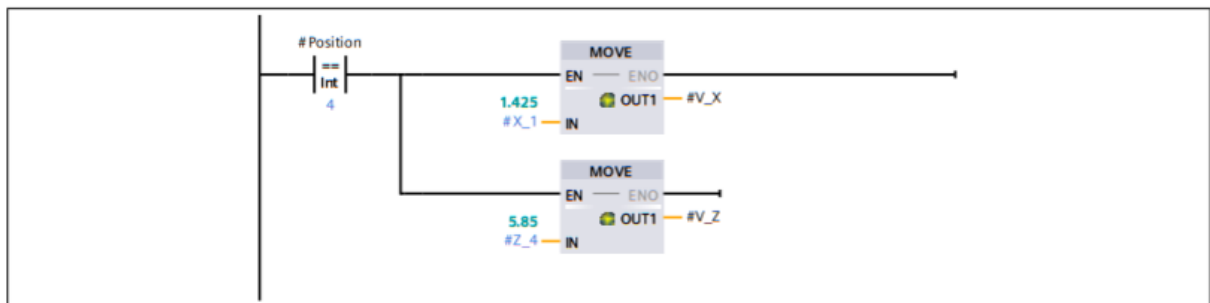 #Position
==
Int
4
MOVE
EN ENO
OUT1 #V_X
1.425
#X_1 IN
MOVE
EN ENO
OUT1 #V_Z
5.85
#Z_4 IN